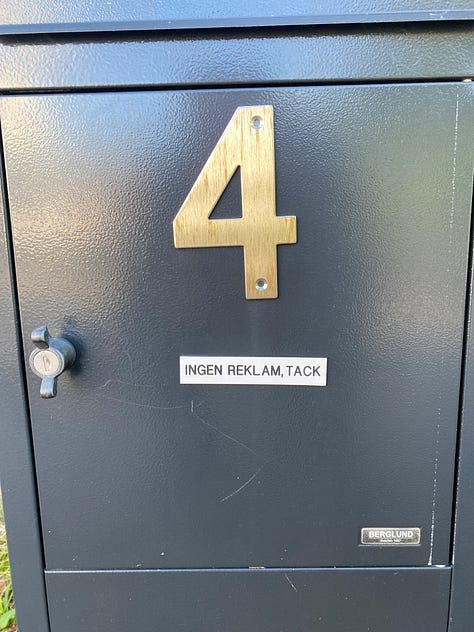 4
INGEN REKLAM, TACK
BERGLUND